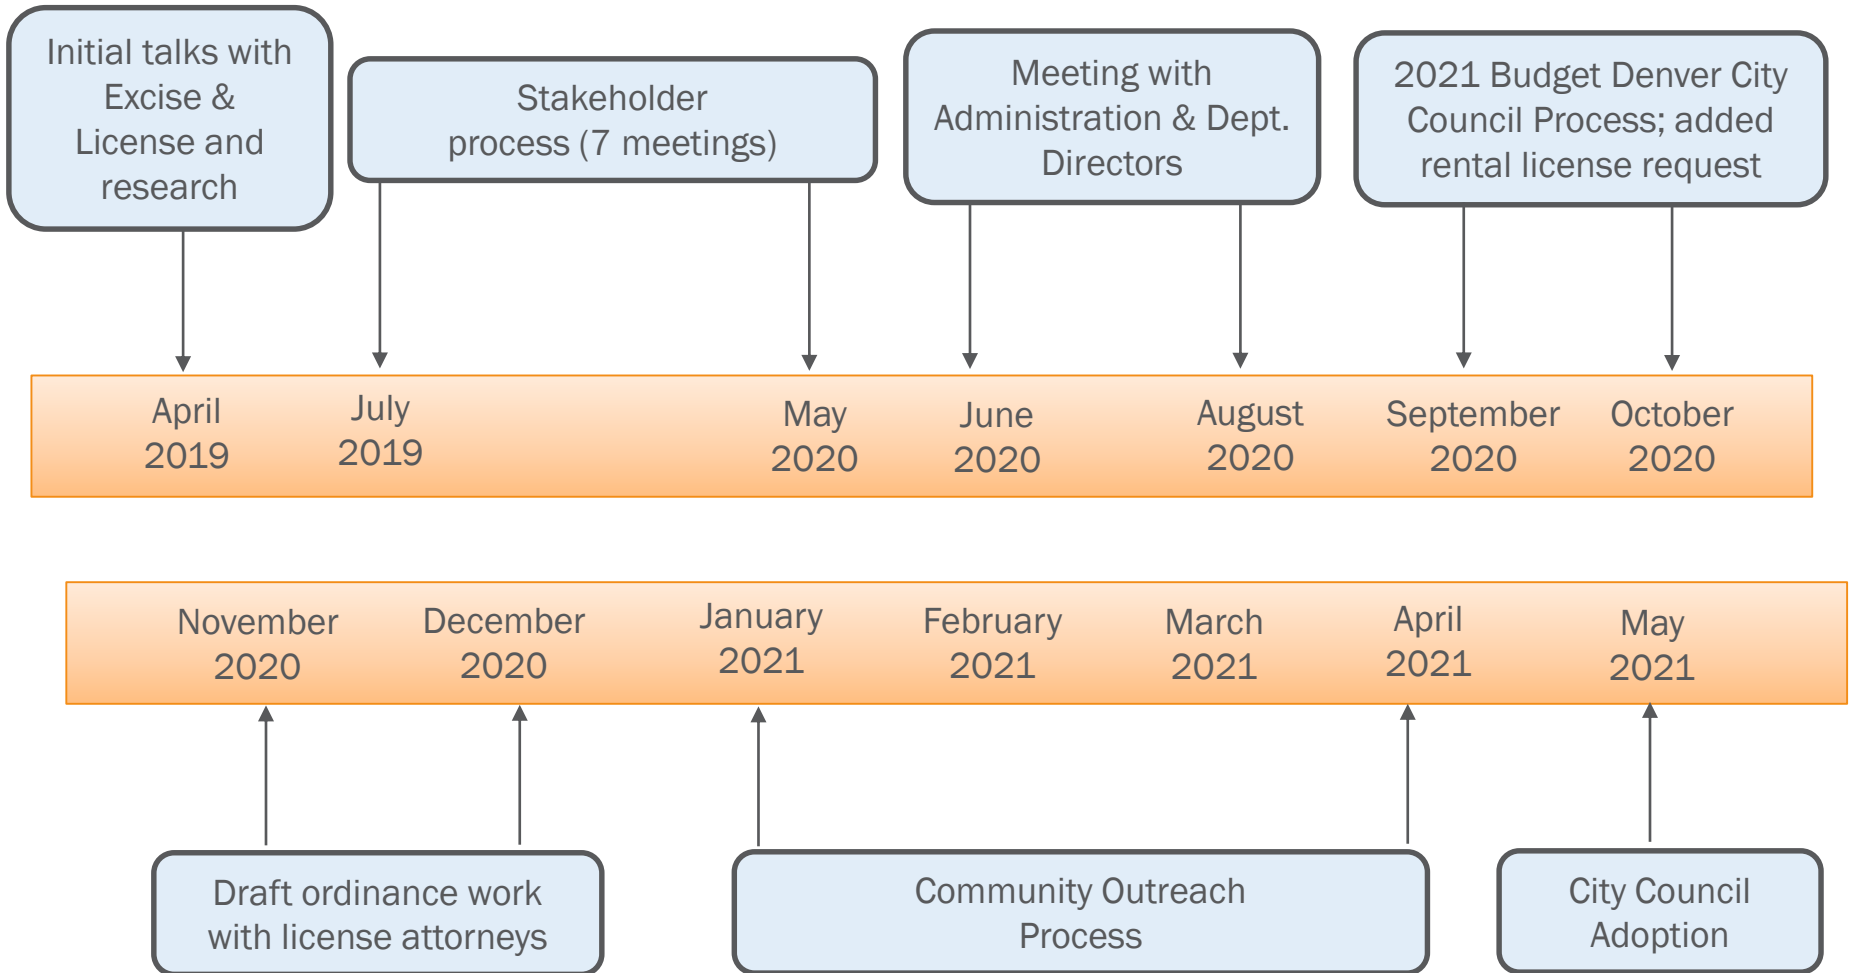 Initial talks with
Excise &
License and
research
Stakeholder
process (7 meetings)
Meeting with
Administration & Dept.
Directors
2021 Budget Denver City
Council Process; added
rental license request
April
2019
July
2019
May
2020
June
2020
August
2020
September
2020
October
2020
November
2020
December
2020
January
2021
February
2021
March
2021
April
2021
May
2021
Draft ordinance work
with license attorneys
Community Outreach
Process
City Council
Adoption